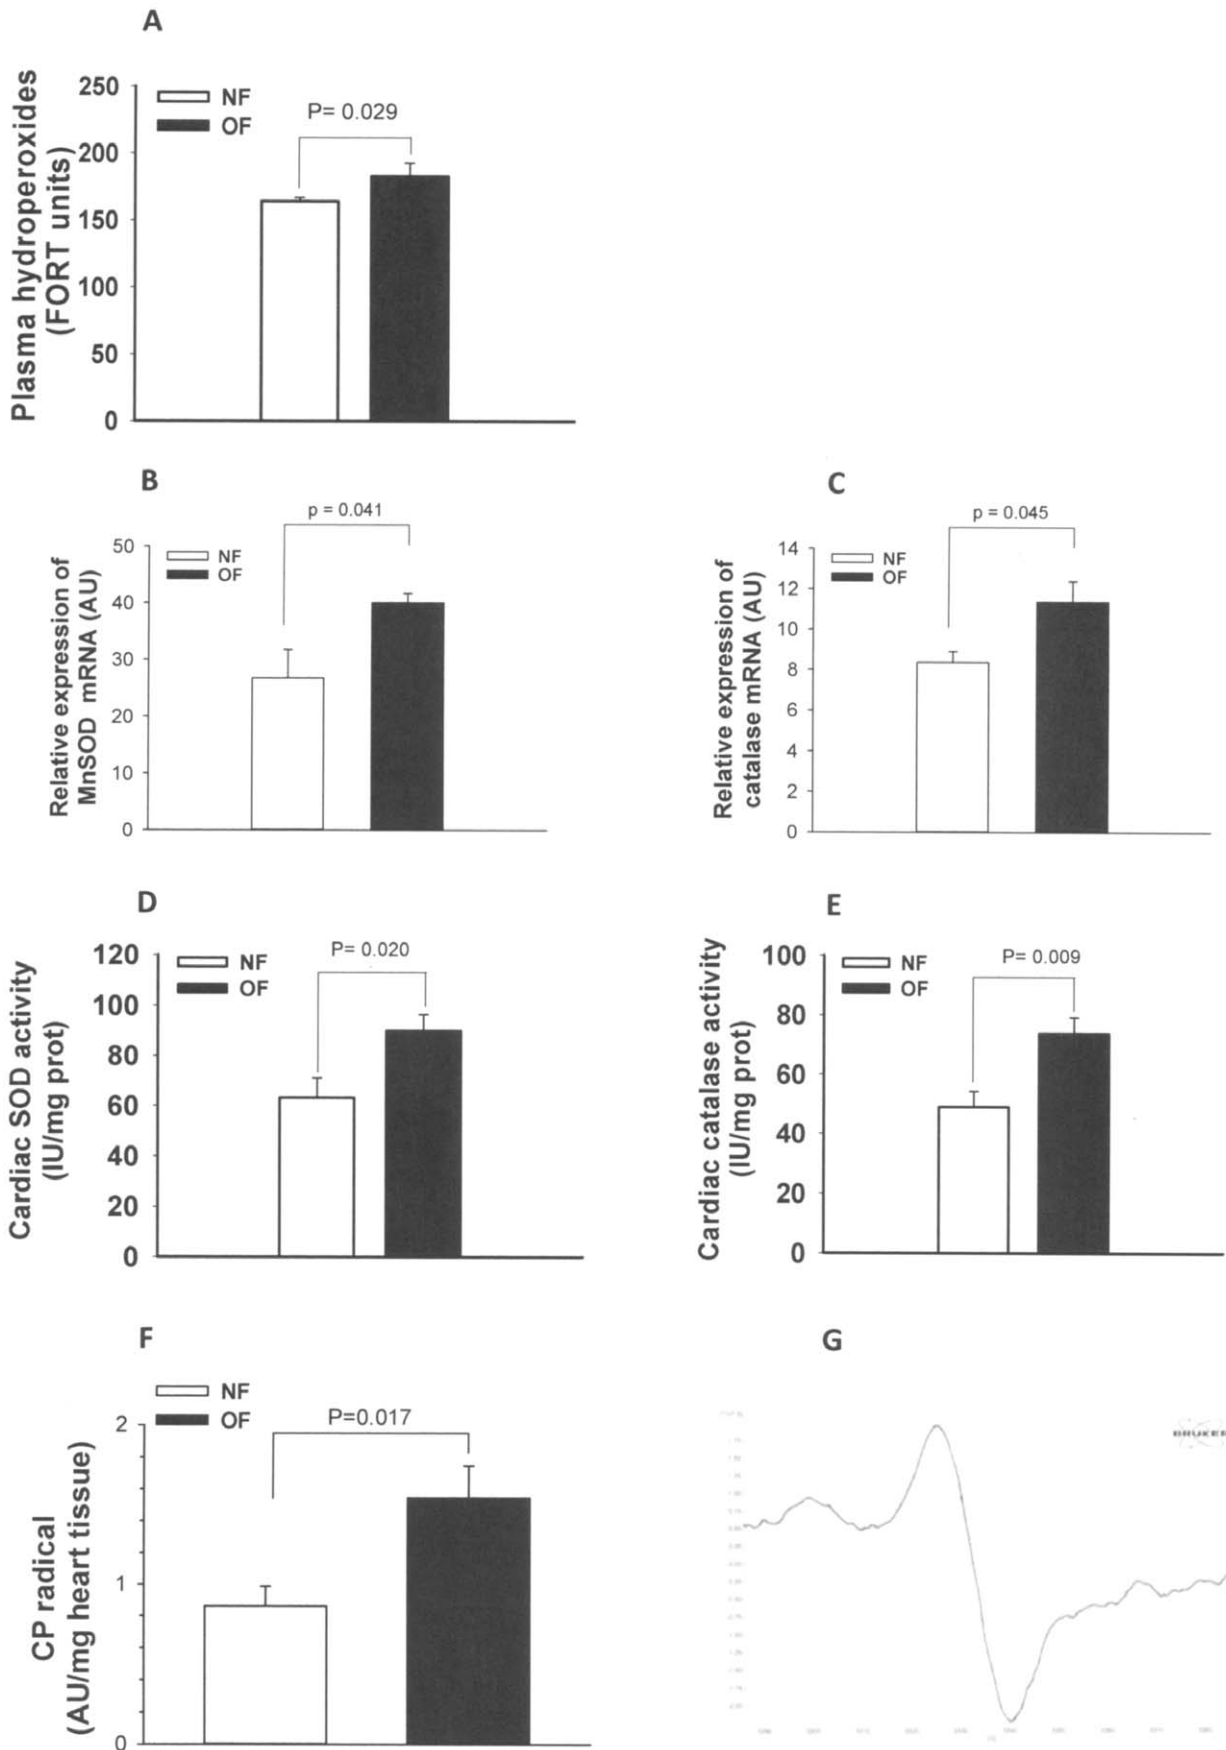 A
Plasma hydroperoxides
(FORT units)
250
200
150
100
50
0
NF
OF
P= 0.029
B
Relative expression of
MnSOD mRNA (AU)
50
40
30
20
10
0
NF
OF
p = 0.041
C
Relative expression of
catalase mRNA (AU)
14
12
10
8
6
4
2
0
NF
OF
p = 0.045
D
Cardiac SOD activity
(IU/mg prot)
120
100
80
60
40
20
0
NF
OF
P= 0.020
E
Cardiac catalase activity
(IU/mg prot)
100
80
60
40
20
0
NF
OF
P= 0.009
F
CP radical
(AU/mg heart tissue)
2
1
0
NF
OF
P=0.017
G
BRUKER